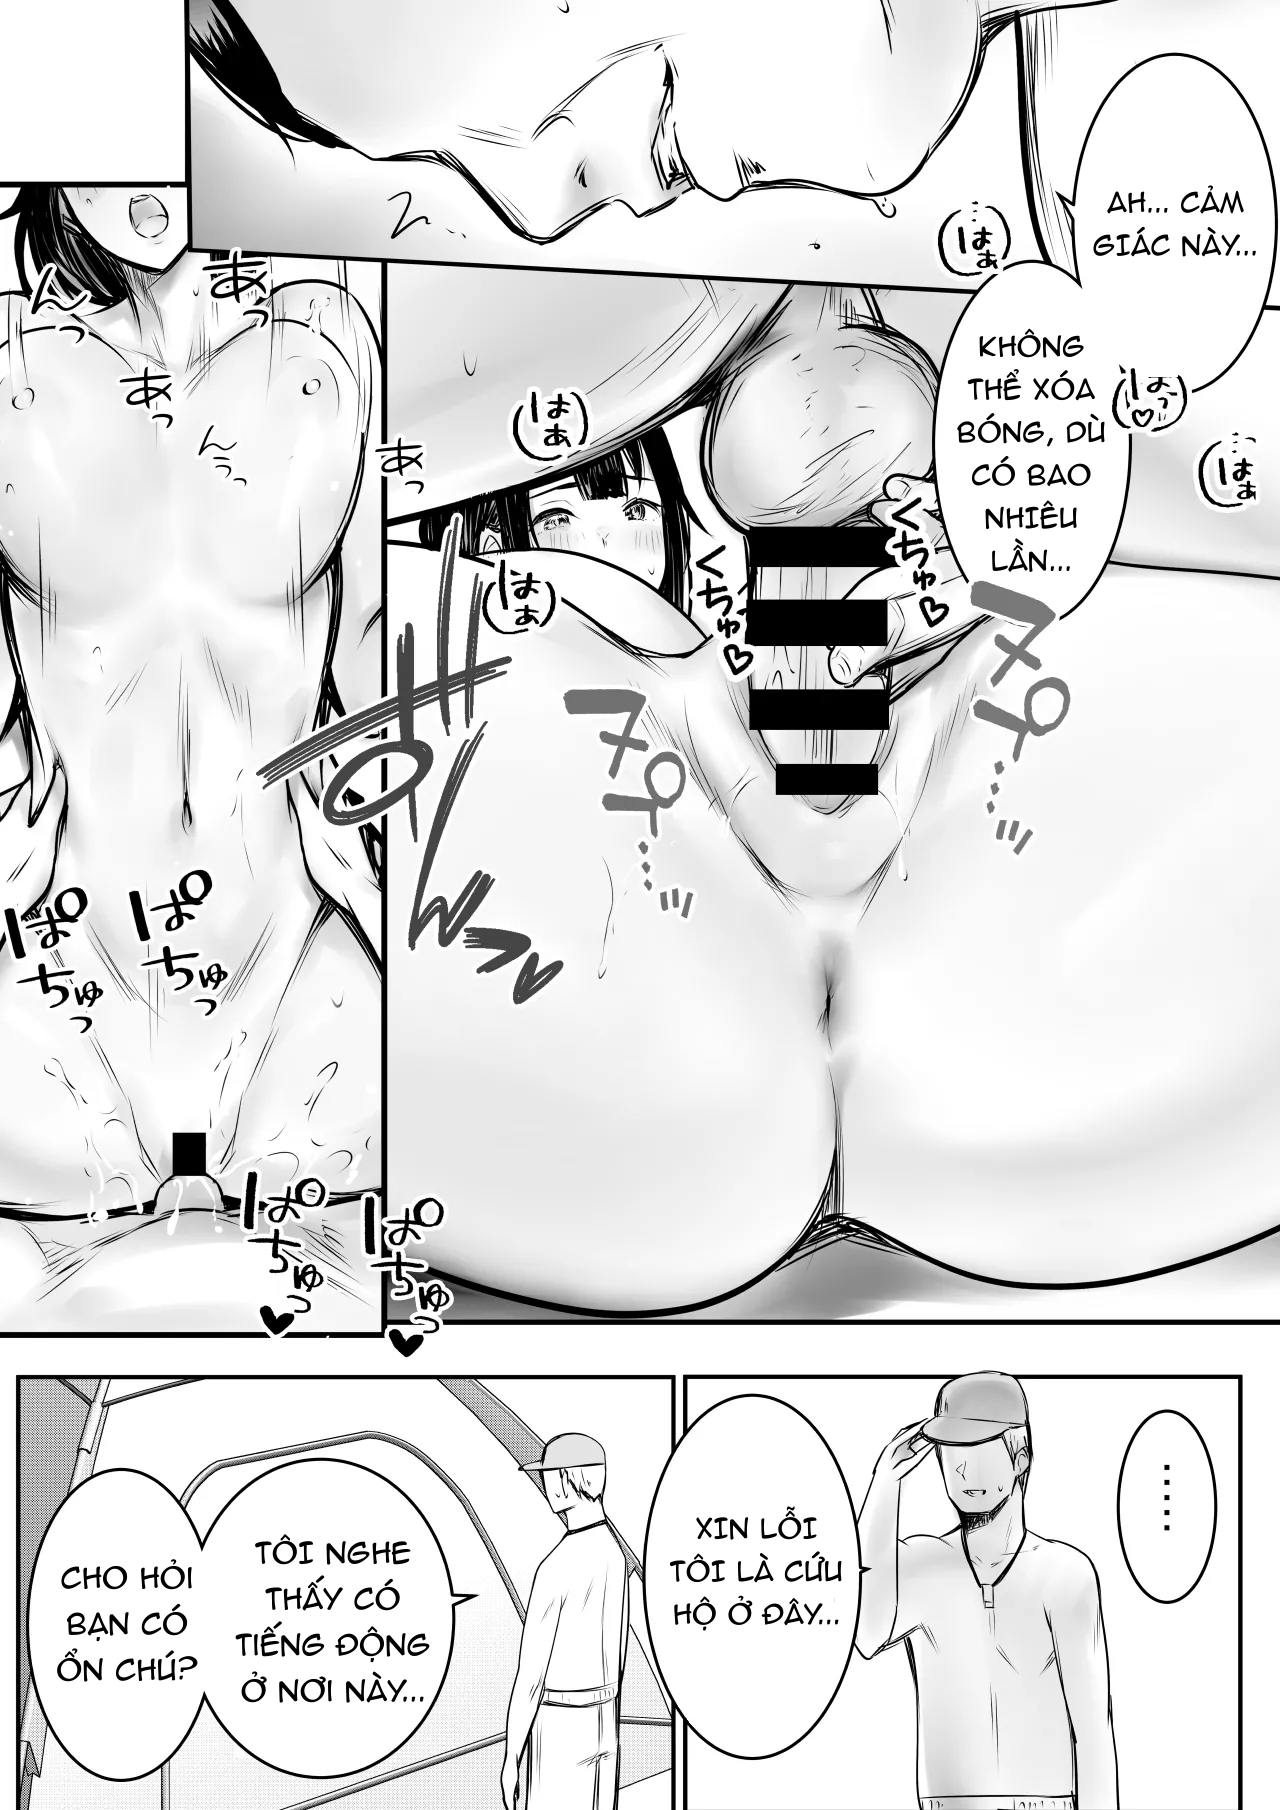 AH... CẢM
GIÁC NÀY...
KHÔNG
THỂ XÓA
BÓNG, DÙ
CÓ BAO
NHIÊU
LẦN...
はぁ
はっ♡
はぁ
はぁ
はぁ
くちゅ♡
くちゅ♡
んっ
あっ
あっ
んっ
あっ
ぱちゅっ
ぱちゅっ
ぱちゅっ♥
ぱちゅっ♥
....
XIN LỖI
TÔI LÀ CỨU
HỘ Ở ĐÂY...
TÔI NGHE
THẤY CÓ
TIẾNG ĐỘNG
Ở NƠI NÀY...
CHO HỎI
BẠN CÓ
ỔN CHÚ?